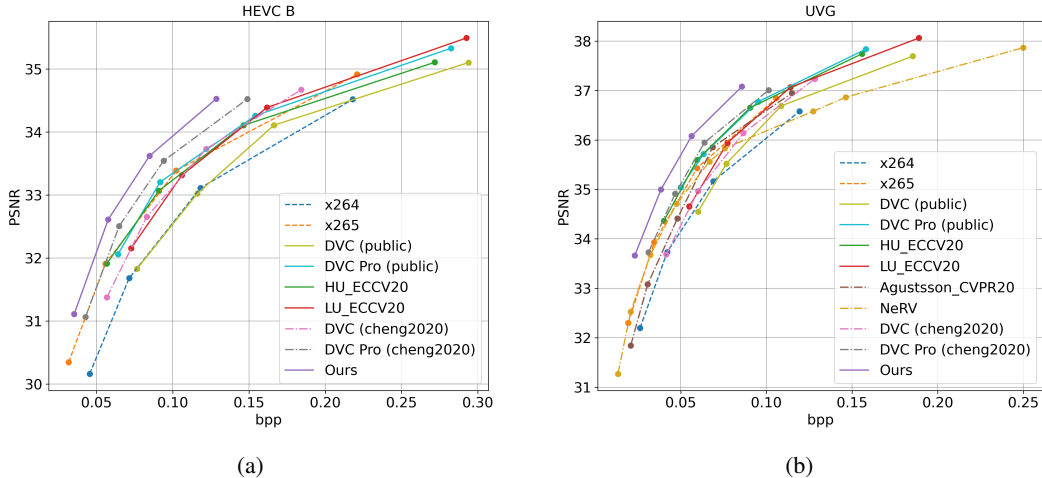 HEVC B
35
34
33
32
31
30
PSNR
x264
x265
DVC (public)
DVC Pro (public)
HU_ECCV20
LU_ECCV20
DVC (cheng2020)
DVC Pro (cheng2020)
Ours
0.05
0.10
0.15
0.20
0.25
0.30
bpp
(a)
UVG
38
37
36
35
34
33
32
31
PSNR
x264
x265
DVC (public)
DVC Pro (public)
HU_ECCV20
LU_ECCV20
Agustsson_CVPR20
NeRV
DVC (cheng2020)
DVC Pro (cheng2020)
Ours
0.05
0.10
0.15
0.20
0.25
bpp
(b)